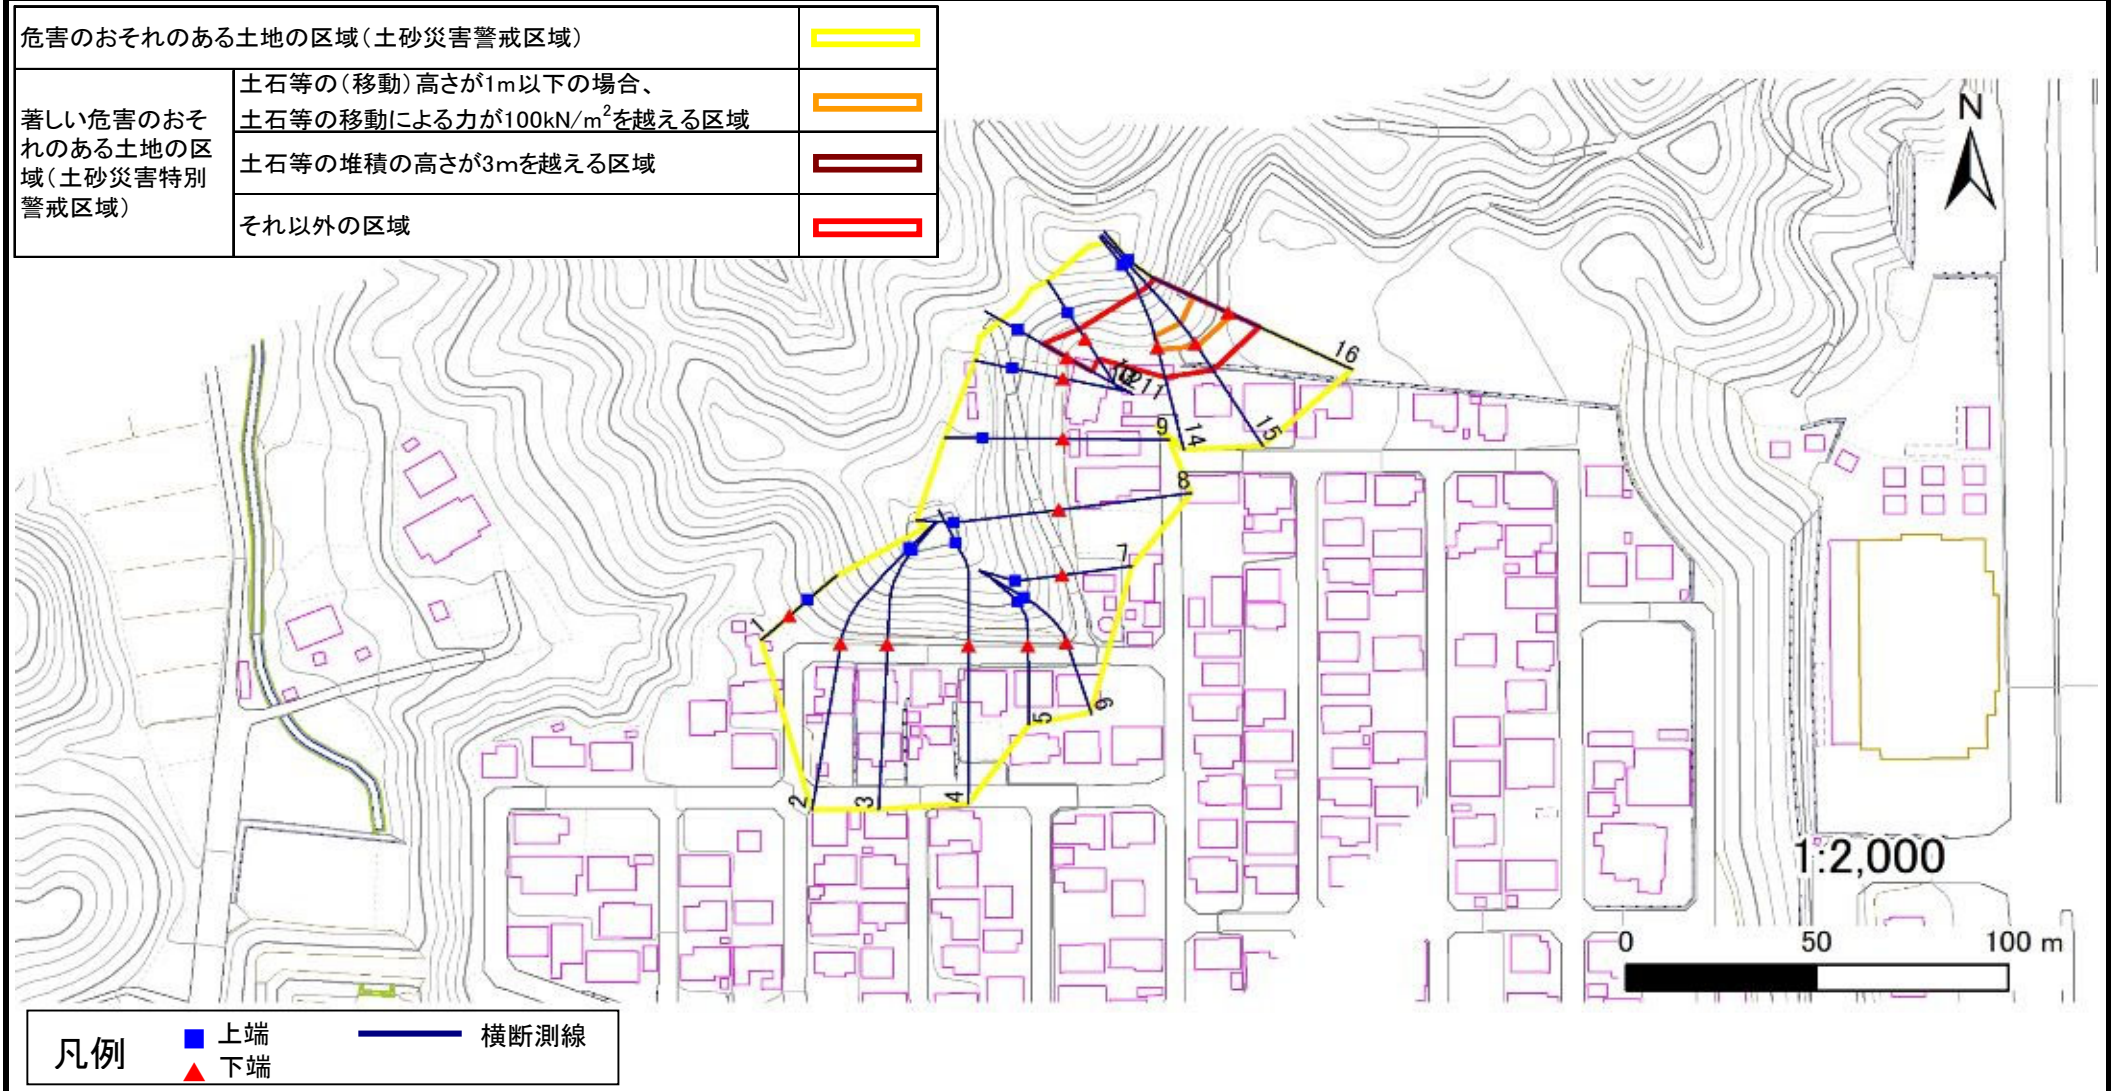 危害のおそれのある土地の区域(土砂災害警戒区域)
著しい危害のおそ
れのある土地の区
域(土砂災害特別
警戒区域)
土石等の(移動)高さが1m以下の場合、
土石等の移動による力が100kN/m²を越える区域
土石等の堆積の高さが3mを越える区域
それ以外の区域
N
16
11
15
14
9
8
7
1
6
5
4
3
2
1:2,000
0 50 100 m
凡例
上端
下端
横断測線